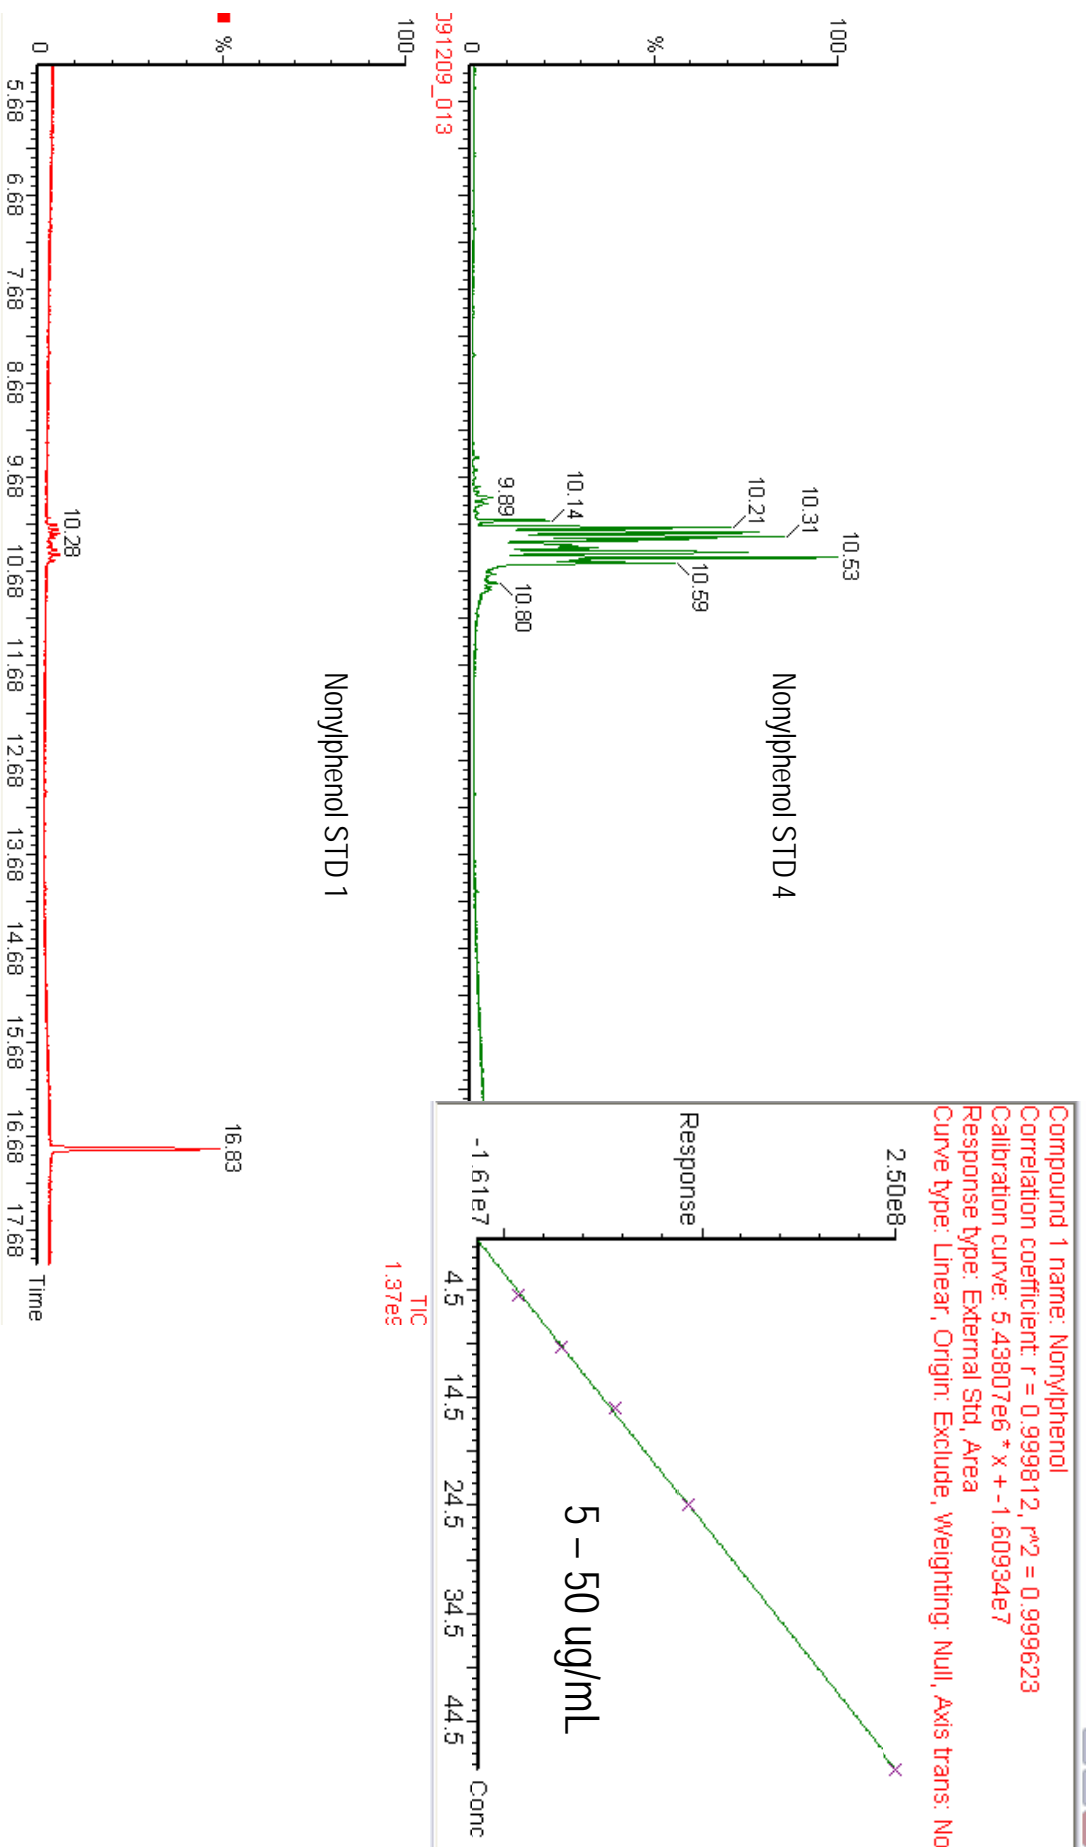 Compound 1 name: Nonylphenol
Correlation coefficient: r = 0.999812, r^2 = 0.999623
Calibration curve: 5.43807e6 * x + -1.60934e7
Response type: External Std, Area
Curve type: Linear, Origin: Exclude, Weighting: Null, Axis trans: No
2.50e8
Response
-1.61e7
4.5
14.5
24.5
34.5
44.5
Conc
5 – 50 ug/mL
100
%
0
9.89
10.14
10.21
10.31
10.53
10.59
10.80
Nonylphenol STD 4
091209_013
TIC
100
%
0
10.28
16.83
Nonylphenol STD 1
5.68
6.68
7.68
8.68
9.68
10.68
11.68
12.68
13.68
14.68
15.68
16.68
17.68
Time